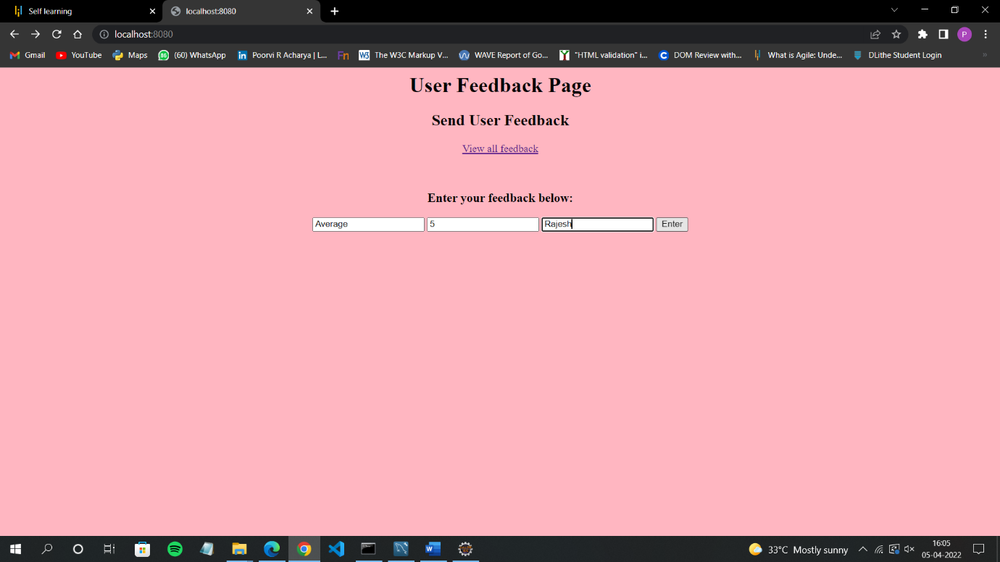 Self learning
localhost:8080
localhost:8080
P
Gmail YouTube Maps (60) WhatsApp Poorvi R Acharya | L... Fn W3 The W3C Markup V... WAVE Report of Go... "HTML validation" i... DOM Review with... What is Agile: Unde... DLithe Student Login
User Feedback Page
Send User Feedback
View all feedback
Enter your feedback below:
Average 5 Rajesh Enter
33°C Mostly sunny
16:05
05-04-2022